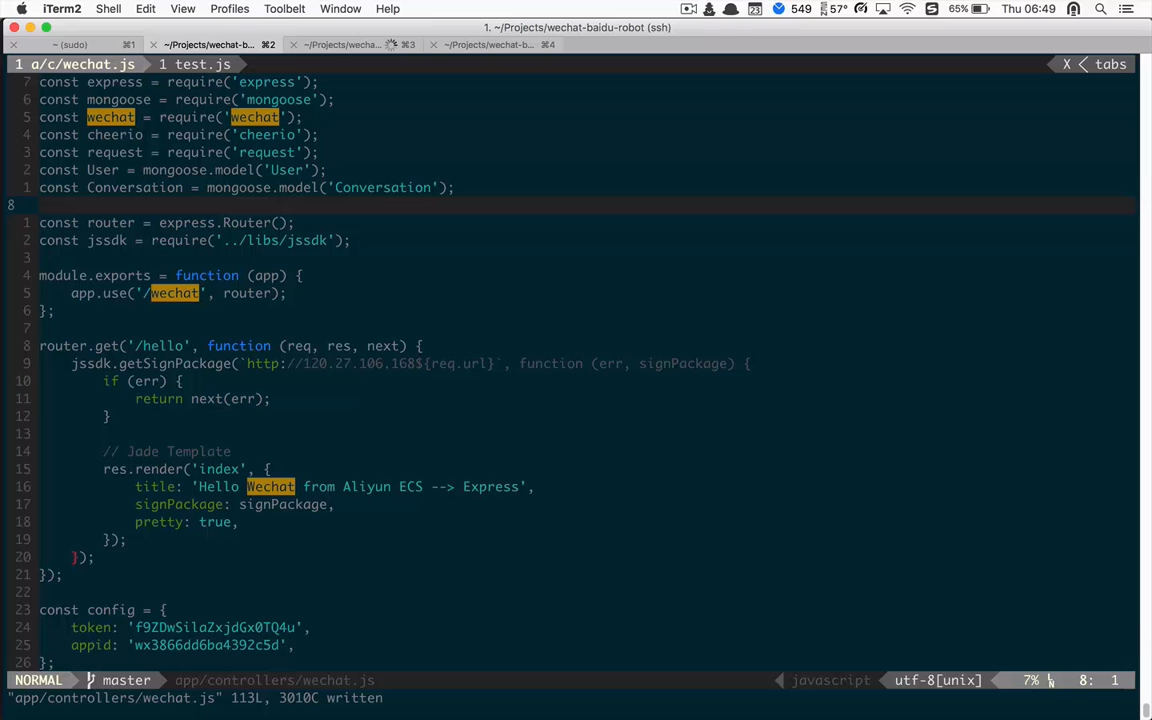 iTerm2 Shell Edit View Profiles Toolbelt Window Help 23 549 57° 65% Thu 06:49
1. ~/Projects/wechat-baidu-robot (ssh)
~ (sudo) ⌘1 ~/Projects/wechat-b... ⌘2 ~/Projects/wecha... ⌘3 ~/Projects/wechat-b... ⌘4
1 a/c/wechat.js 1 test.js X < tabs
7 const express = require('express');
6 const mongoose = require('mongoose');
5 const wechat = require('wechat');
4 const cheerio = require('cheerio');
3 const request = require('request');
2 const User = mongoose.model('User');
1 const Conversation = mongoose.model('Conversation');
8
1 const router = express.Router();
2 const jssdk = require('../libs/jssdk');
3
4 module.exports = function (app) {
5 app.use('/wechat', router);
6 };
7
8 router.get('/hello', function (req, res, next) {
9 jssdk.getSignPackage(`http://120.27.106.168${req.url}`, function (err, signPackage) {
10 if (err) {
11 return next(err);
12 }
13
14 // Jade Template
15 res.render('index', {
16 title: 'Hello Wechat from Aliyun ECS --> Express',
17 signPackage: signPackage,
18 pretty: true,
19 });
20 });
21 });
22
23 const config = {
24 token: 'f9ZDwSilaZxjdGx0TQ4u',
25 appid: 'wx3866dd6ba4392c5d',
26 };
NORMAL master app/controllers/wechat.js javascript utf-8[unix] 7% 8: 1
"app/controllers/wechat.js" 113L, 3010C written